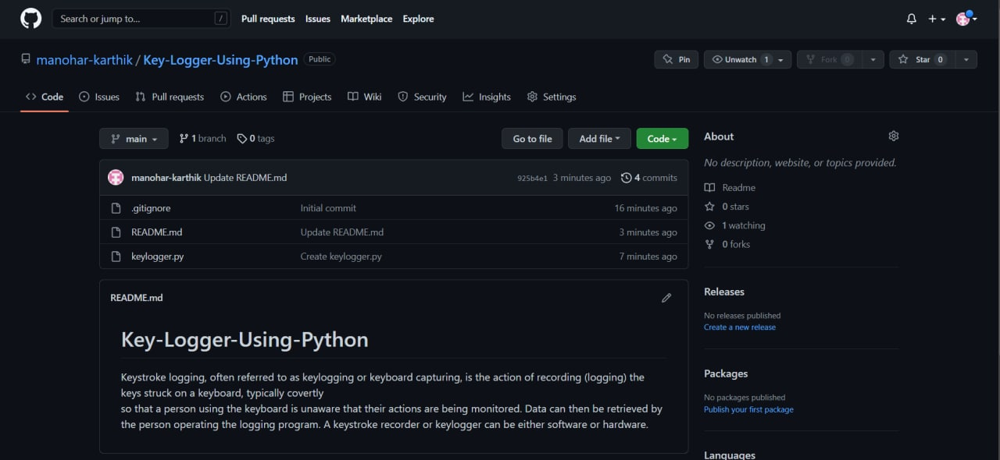 Search or jump to... /
Pull requests Issues Marketplace Explore
manohar-karthik / Key-Logger-Using-Python Public
Pin Unwatch 1 Fork 0 Star 0
Code Issues Pull requests Actions Projects Wiki Security Insights Settings
main 1 branch 0 tags Go to file Add file Code
manohar-karthik Update README.md 925b4e1 3 minutes ago 4 commits
.gitignore Initial commit 16 minutes ago
README.md Update README.md 3 minutes ago
keylogger.py Create keylogger.py 7 minutes ago
README.md
Key-Logger-Using-Python
Keystroke logging, often referred to as keylogging or keyboard capturing, is the action of recording (logging) the
keys struck on a keyboard, typically covertly
so that a person using the keyboard is unaware that their actions are being monitored. Data can then be retrieved by
the person operating the logging program. A keystroke recorder or keylogger can be either software or hardware.
About
No description, website, or topics provided.
Readme
0 stars
1 watching
0 forks
Releases
No releases published
Create a new release
Packages
No packages published
Publish your first package
Languages